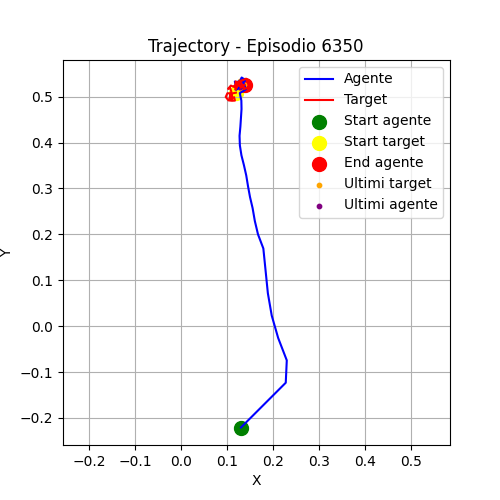 Trajectory - Episodio 6350
Agente
Target
Start agente
Start target
End agente
Ultimi target
Ultimi agente
Y
0.5
0.4
0.3
0.2
0.1
0.0
−0.1
−0.2
−0.2
−0.1
0.0
0.1
0.2
0.3
0.4
0.5
X